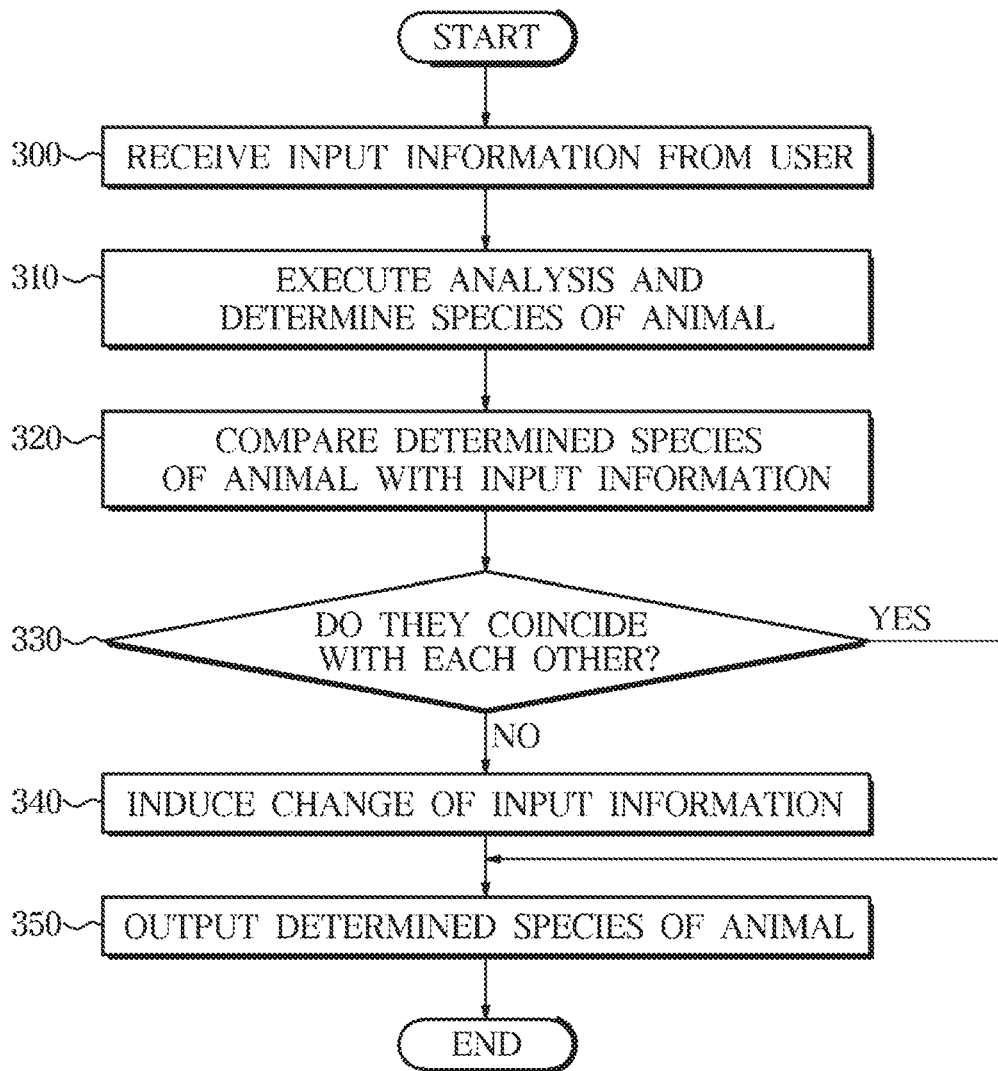 START
300
RECEIVE INPUT INFORMATION FROM USER
310
EXECUTE ANALYSIS AND
DETERMINE SPECIES OF ANIMAL
320
COMPARE DETERMINED SPECIES
OF ANIMAL WITH INPUT INFORMATION
330
DO THEY COINCIDE
WITH EACH OTHER?
YES
NO
340
INDUCE CHANGE OF INPUT INFORMATION
350
OUTPUT DETERMINED SPECIES OF ANIMAL
END